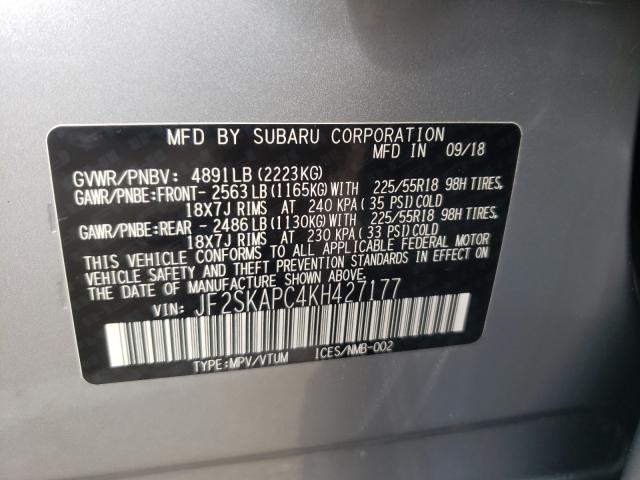 MFD BY SUBARU CORPORATION
MFD IN 09/18
GVWR/PNBV: 4891LB (2223KG)
GAWR/PNBE:FRONT- 2563LB(1165KG)WITH 225/55R18 98H TIRES,
18X7J RIMS AT 240 KPA(35 PSI)COLD
GAWR/PNBE:REAR - 2486LB(1130KG)WITH 225/55R18 98H TIRES,
18X7J RIMS AT 230 KPA(33 PSI)COLD
THIS VEHICLE CONFORMS TO ALL APPLICABLE FEDERAL MOTOR
VEHICLE SAFETY AND THEFT PREVENTION STANDARDS IN EFFECT ON
THE DATE OF MANUFACTURE SHOWN ABOVE.
VIN: JF2SKAPC4KH427177
TYPE:MPV/VTUM ICES/NMB-002